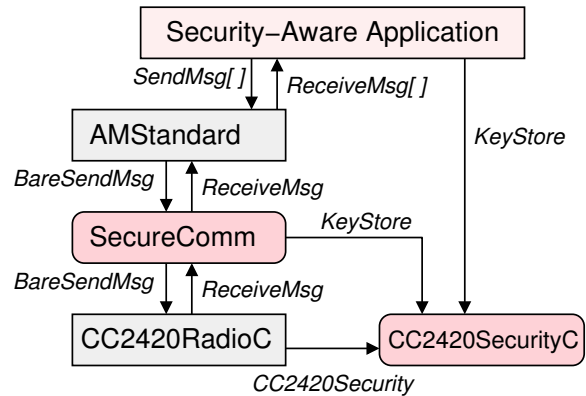 Security−Aware Application
SendMsg[ ]
ReceiveMsg[ ]
AMStandard
KeyStore
BareSendMsg
ReceiveMsg
SecureComm
KeyStore
BareSendMsg
ReceiveMsg
CC2420RadioC
CC2420SecurityC
CC2420Security